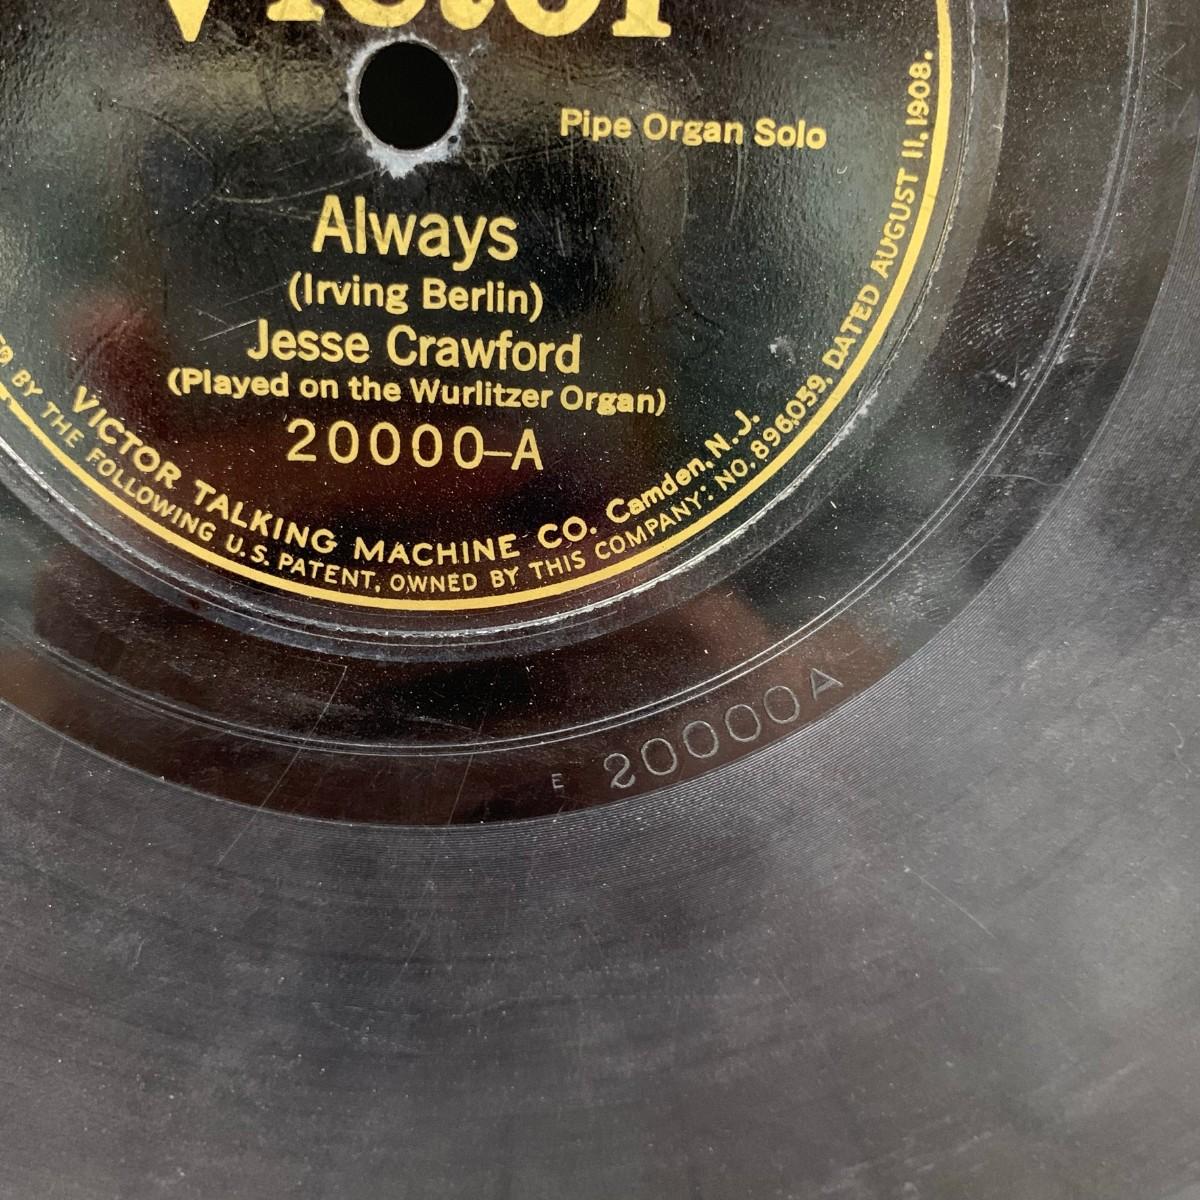 Victor
Pipe Organ Solo
Always
(Irving Berlin)
Jesse Crawford
(Played on the Wurlitzer Organ)
20000-A
VICTOR TALKING MACHINE CO. Camden, N. J.
BY THE FOLLOWING U.S. PATENT, OWNED BY THIS COMPANY: NO. 896,059, DATED AUGUST 11, 1908.
E 20000A